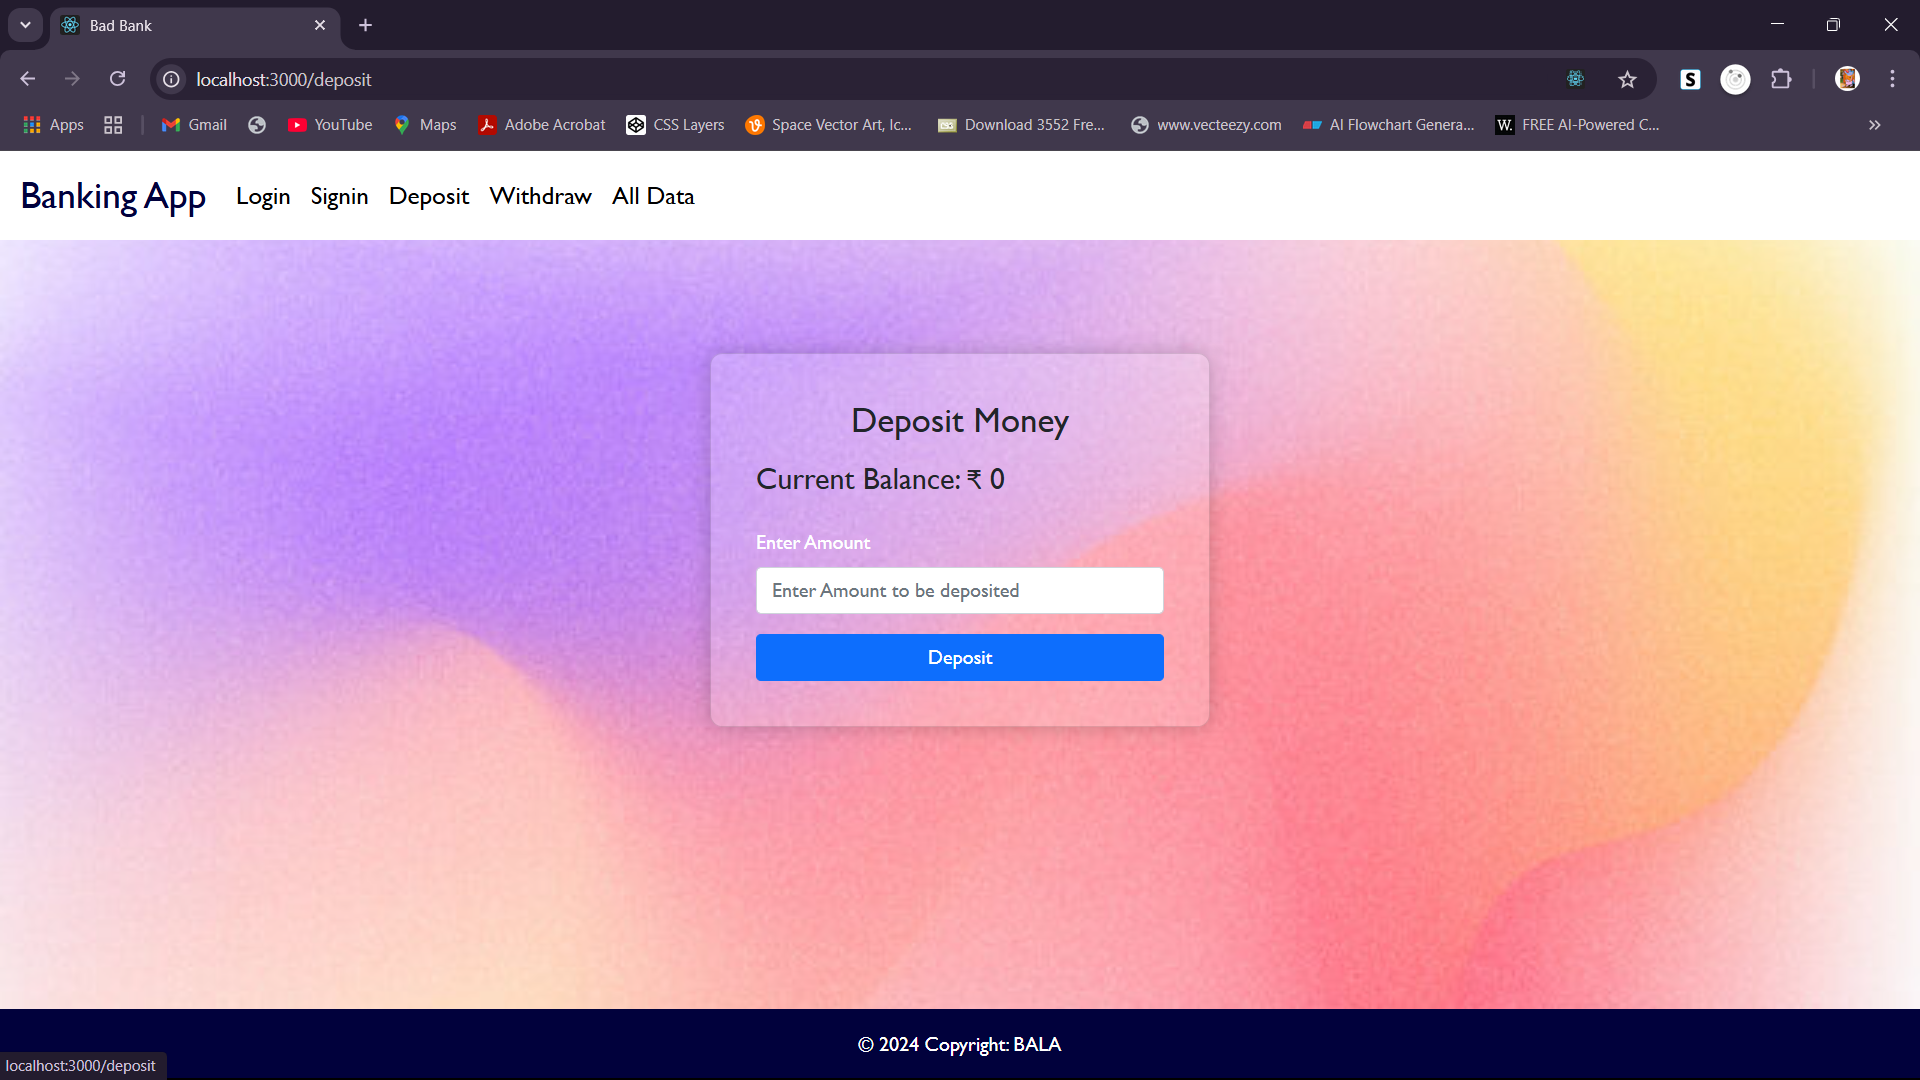 Bad Bank
localhost:3000/deposit
Apps Gmail YouTube Maps Adobe Acrobat CSS Layers Space Vector Art, Ic... Download 3552 Fre... www.vecteezy.com AI Flowchart Genera... W. FREE AI-Powered C...
Banking App Login Signin Deposit Withdraw All Data
Deposit Money
Current Balance: ₹ 0
Enter Amount
Enter Amount to be deposited
Deposit
© 2024 Copyright: BALA
localhost:3000/deposit